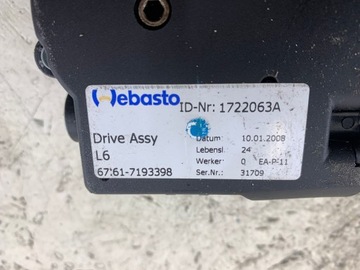 Webasto
ID-Nr: 1722063A
Drive Assy
L6
67.61-7193398
Datum: 10.01.2008
Lebensl. 24
Werker: 0 EA-P-11
Ser.Nr.: 31709